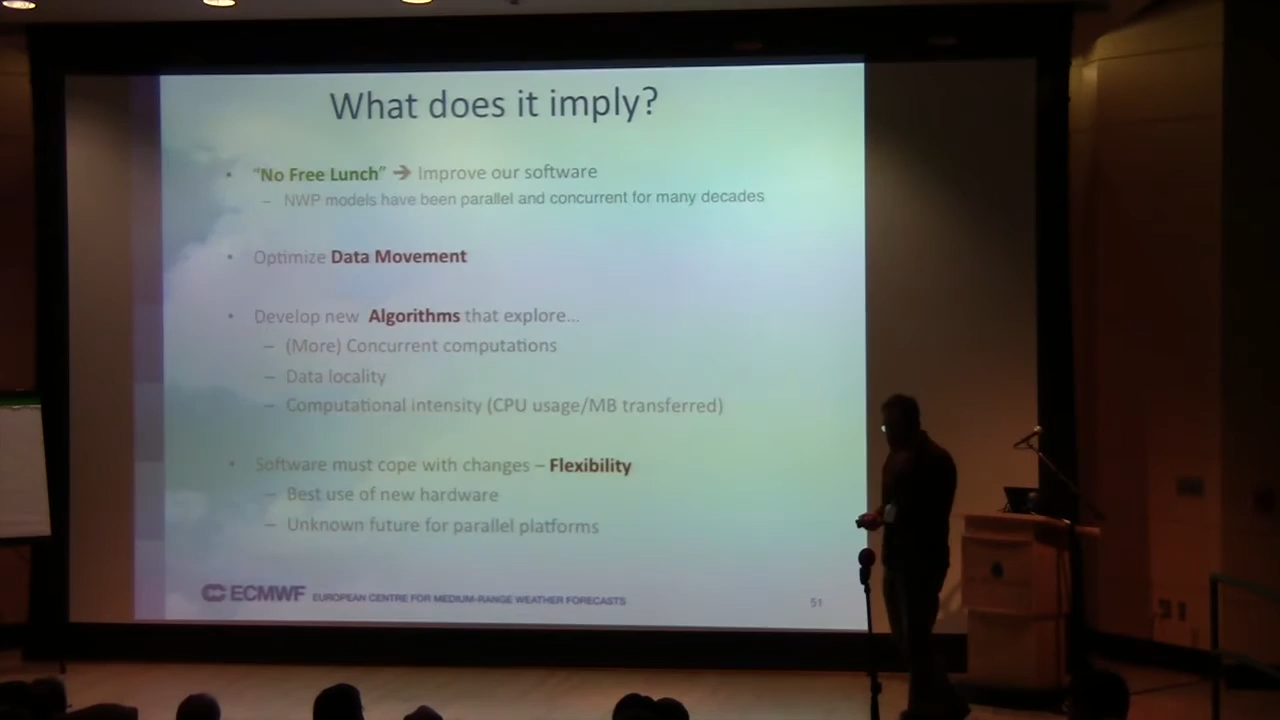 What does it imply?
• "No Free Lunch" → Improve our software
– NWP models have been parallel and concurrent for many decades
• Optimize Data Movement
• Develop new Algorithms that explore...
– (More) Concurrent computations
– Data locality
– Computational intensity (CPU usage/MB transferred)
• Software must cope with changes – Flexibility
– Best use of new hardware
– Unknown future for parallel platforms
ECMWF EUROPEAN CENTRE FOR MEDIUM-RANGE WEATHER FORECASTS 51